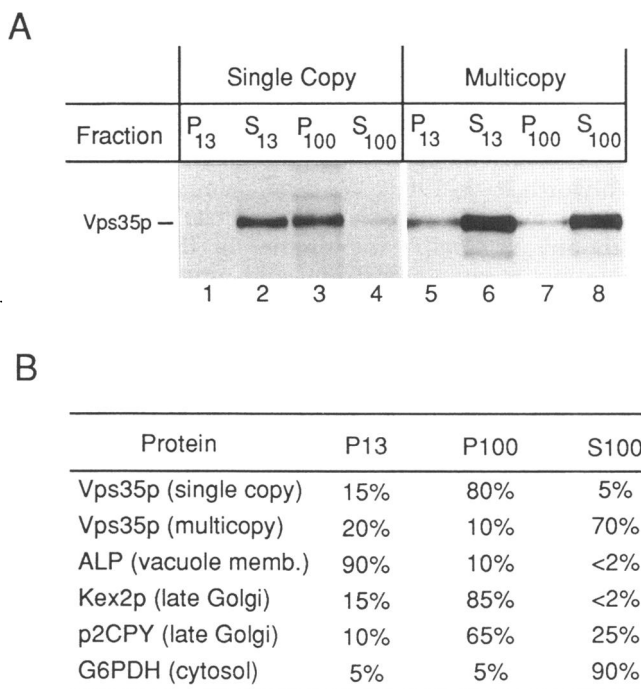 A
Single Copy Multicopy
Fraction P13 S13 P100 S100 P13 S13 P100 S100
Vps35p –
1 2 3 4 5 6 7 8
B
Protein P13 P100 S100
Vps35p (single copy) 15% 80% 5%
Vps35p (multicopy) 20% 10% 70%
ALP (vacuole memb.) 90% 10% <2%
Kex2p (late Golgi) 15% 85% <2%
p2CPY (late Golgi) 10% 65% 25%
G6PDH (cytosol) 5% 5% 90%